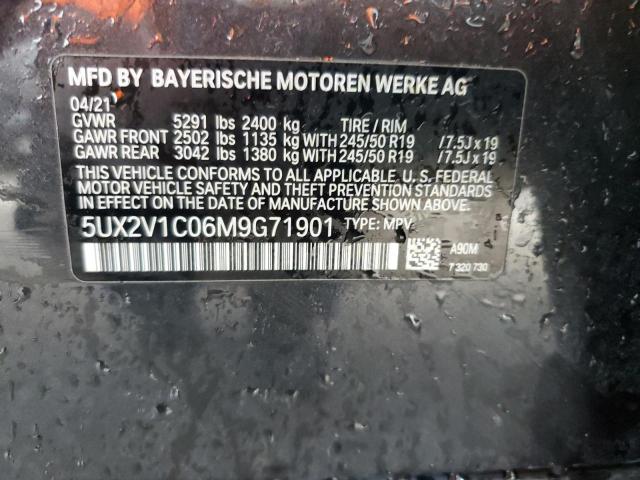 MFD BY BAYERISCHE MOTOREN WERKE AG
04/21
GVWR 5291 lbs 2400 kg TIRE / RIM
GAWR FRONT 2502 lbs 1135 kg WITH 245/50 R19 / 7.5J x 19
GAWR REAR 3042 lbs 1380 kg WITH 245/50 R19 / 7.5J x 19
THIS VEHICLE CONFORMS TO ALL APPLICABLE U.S. FEDERAL
MOTOR VEHICLE SAFETY AND THEFT PREVENTION STANDARDS
IN EFFECT ON THE DATE OF MANUFACTURE SHOWN ABOVE.
5UX2V1C06M9G71901 TYPE: MPV
A90M
7 320 730